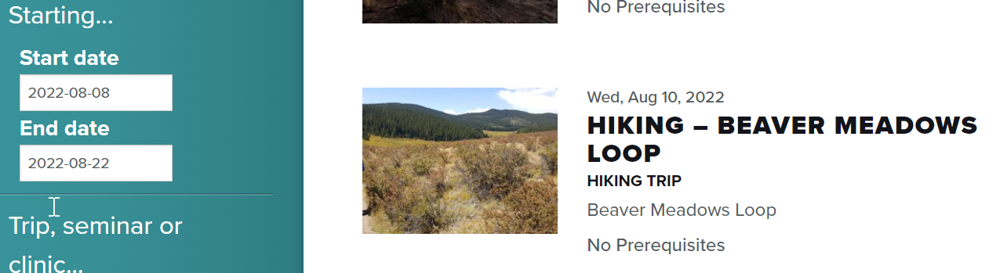 Starting...
Start date
2022-08-08
End date
2022-08-22
Trip, seminar or
clinic...
No Prerequisites
Wed, Aug 10, 2022
HIKING – BEAVER MEADOWS
LOOP
HIKING TRIP
Beaver Meadows Loop
No Prerequisites